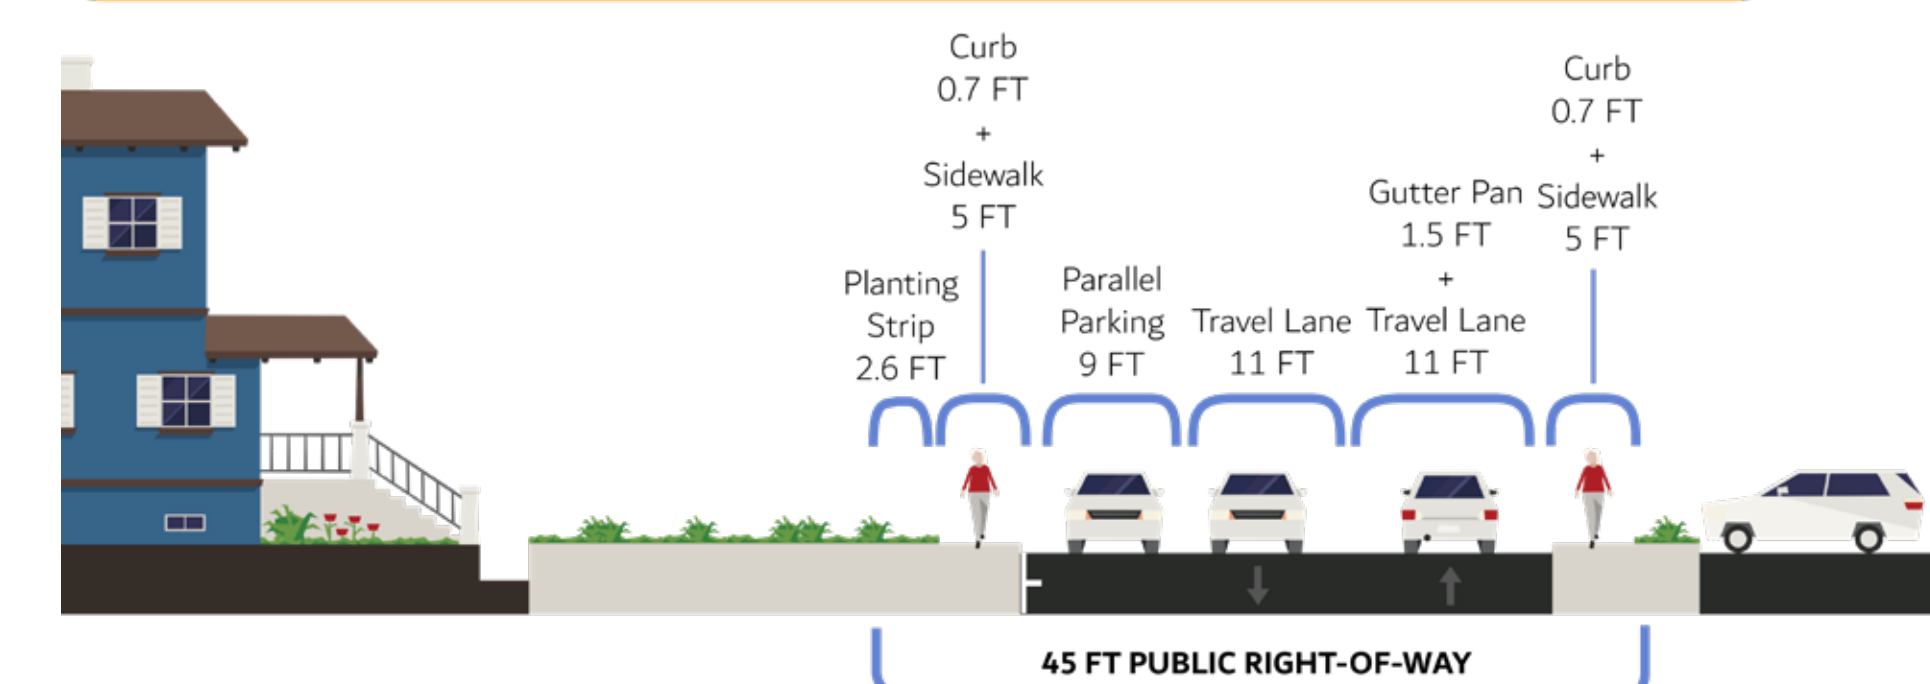 Curb
0.7 FT
+
Sidewalk
5 FT
Curb
0.7 FT
+
Sidewalk
5 FT
Gutter Pan
1.5 FT
+
Travel Lane
11 FT
Planting
Strip
2.6 FT
Parallel
Parking
9 FT
Travel Lane
11 FT
45 FT PUBLIC RIGHT-OF-WAY